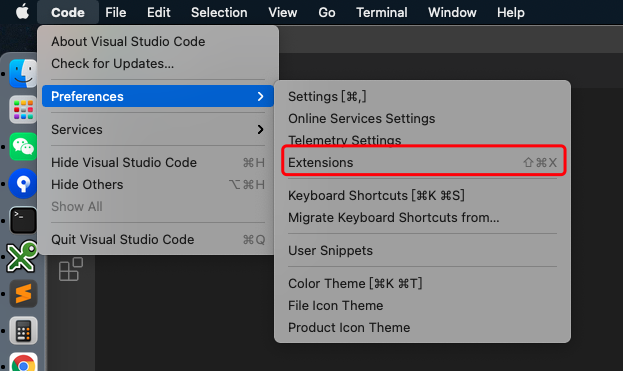 Code File Edit Selection View Go Terminal Window Help
About Visual Studio Code
Check for Updates...
Preferences
Services
Hide Visual Studio Code ⌘H
Hide Others ⌥⌘H
Show All
Quit Visual Studio Code ⌘Q
Settings [⌘,]
Online Services Settings
Telemetry Settings
Extensions ⇧⌘X
Keyboard Shortcuts [⌘K ⌘S]
Migrate Keyboard Shortcuts from...
User Snippets
Color Theme [⌘K ⌘T]
File Icon Theme
Product Icon Theme